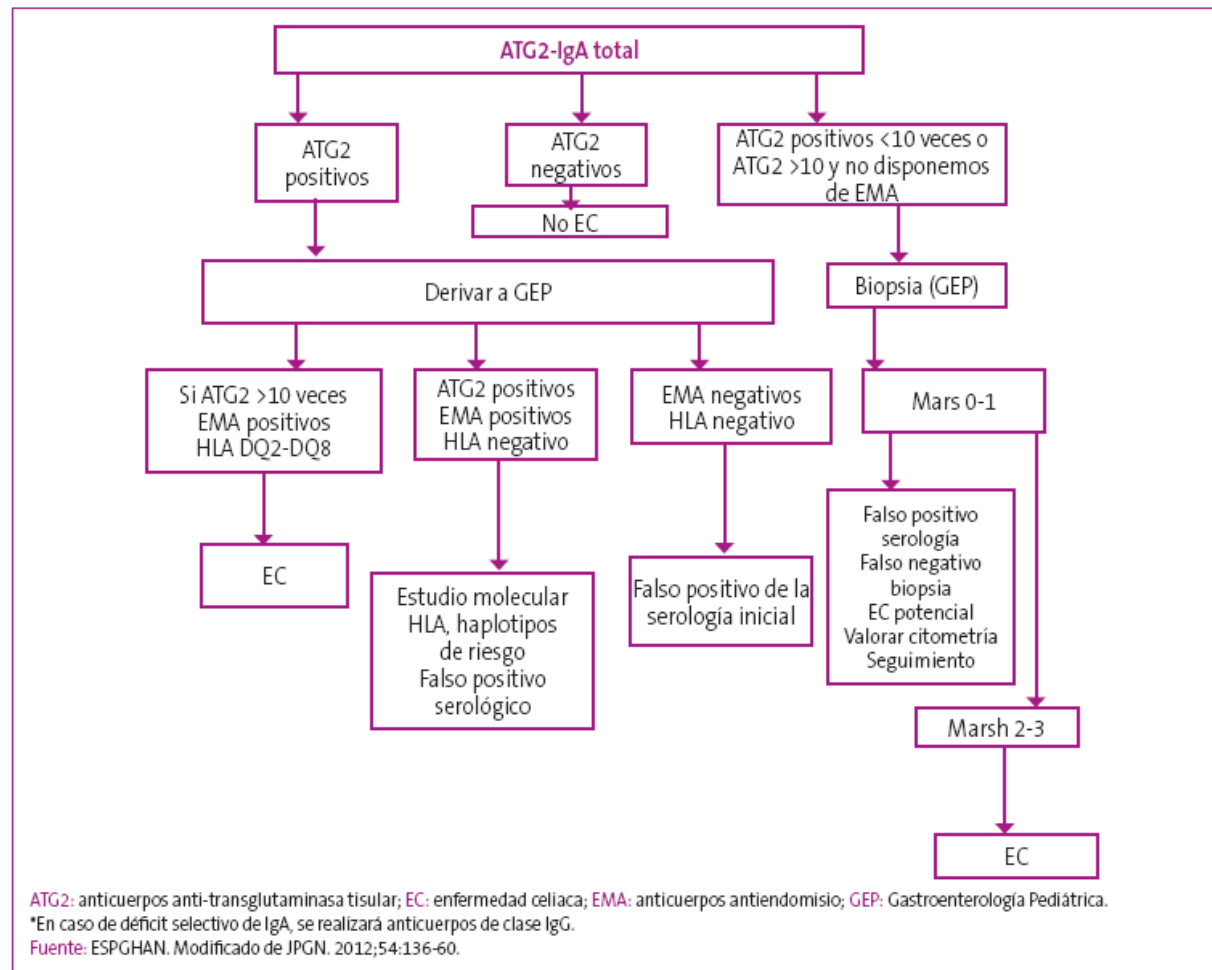 ATG2-IgA total
ATG2
positivos
ATG2
negativos
ATG2 positivos <10 veces o
ATG2 >10 y no disponemos
de EMA
No EC
Derivar a GEP
Biopsia (GEP)
Si ATG2 >10 veces
EMA positivos
HLA DQ2-DQ8
ATG2 positivos
EMA positivos
HLA negativo
EMA negativos
HLA negativo
Mars 0-1
EC
Estudio molecular
HLA, haplotipos
de riesgo
Falso positivo
serológico
Falso positivo de la
serología inicial
Falso positivo
serología
Falso negativo
biopsia
EC potencial
Valorar citometría
Seguimiento
Marsh 2-3
EC
ATG2: anticuerpos anti-transglutaminasa tisular; EC: enfermedad celiaca; EMA: anticuerpos antiendomisio; GEP: Gastroenterología Pediátrica.
*En caso de déficit selectivo de IgA, se realizará anticuerpos de clase IgG.
Fuente: ESPGHAN. Modificado de JPGN. 2012;54:136-60.